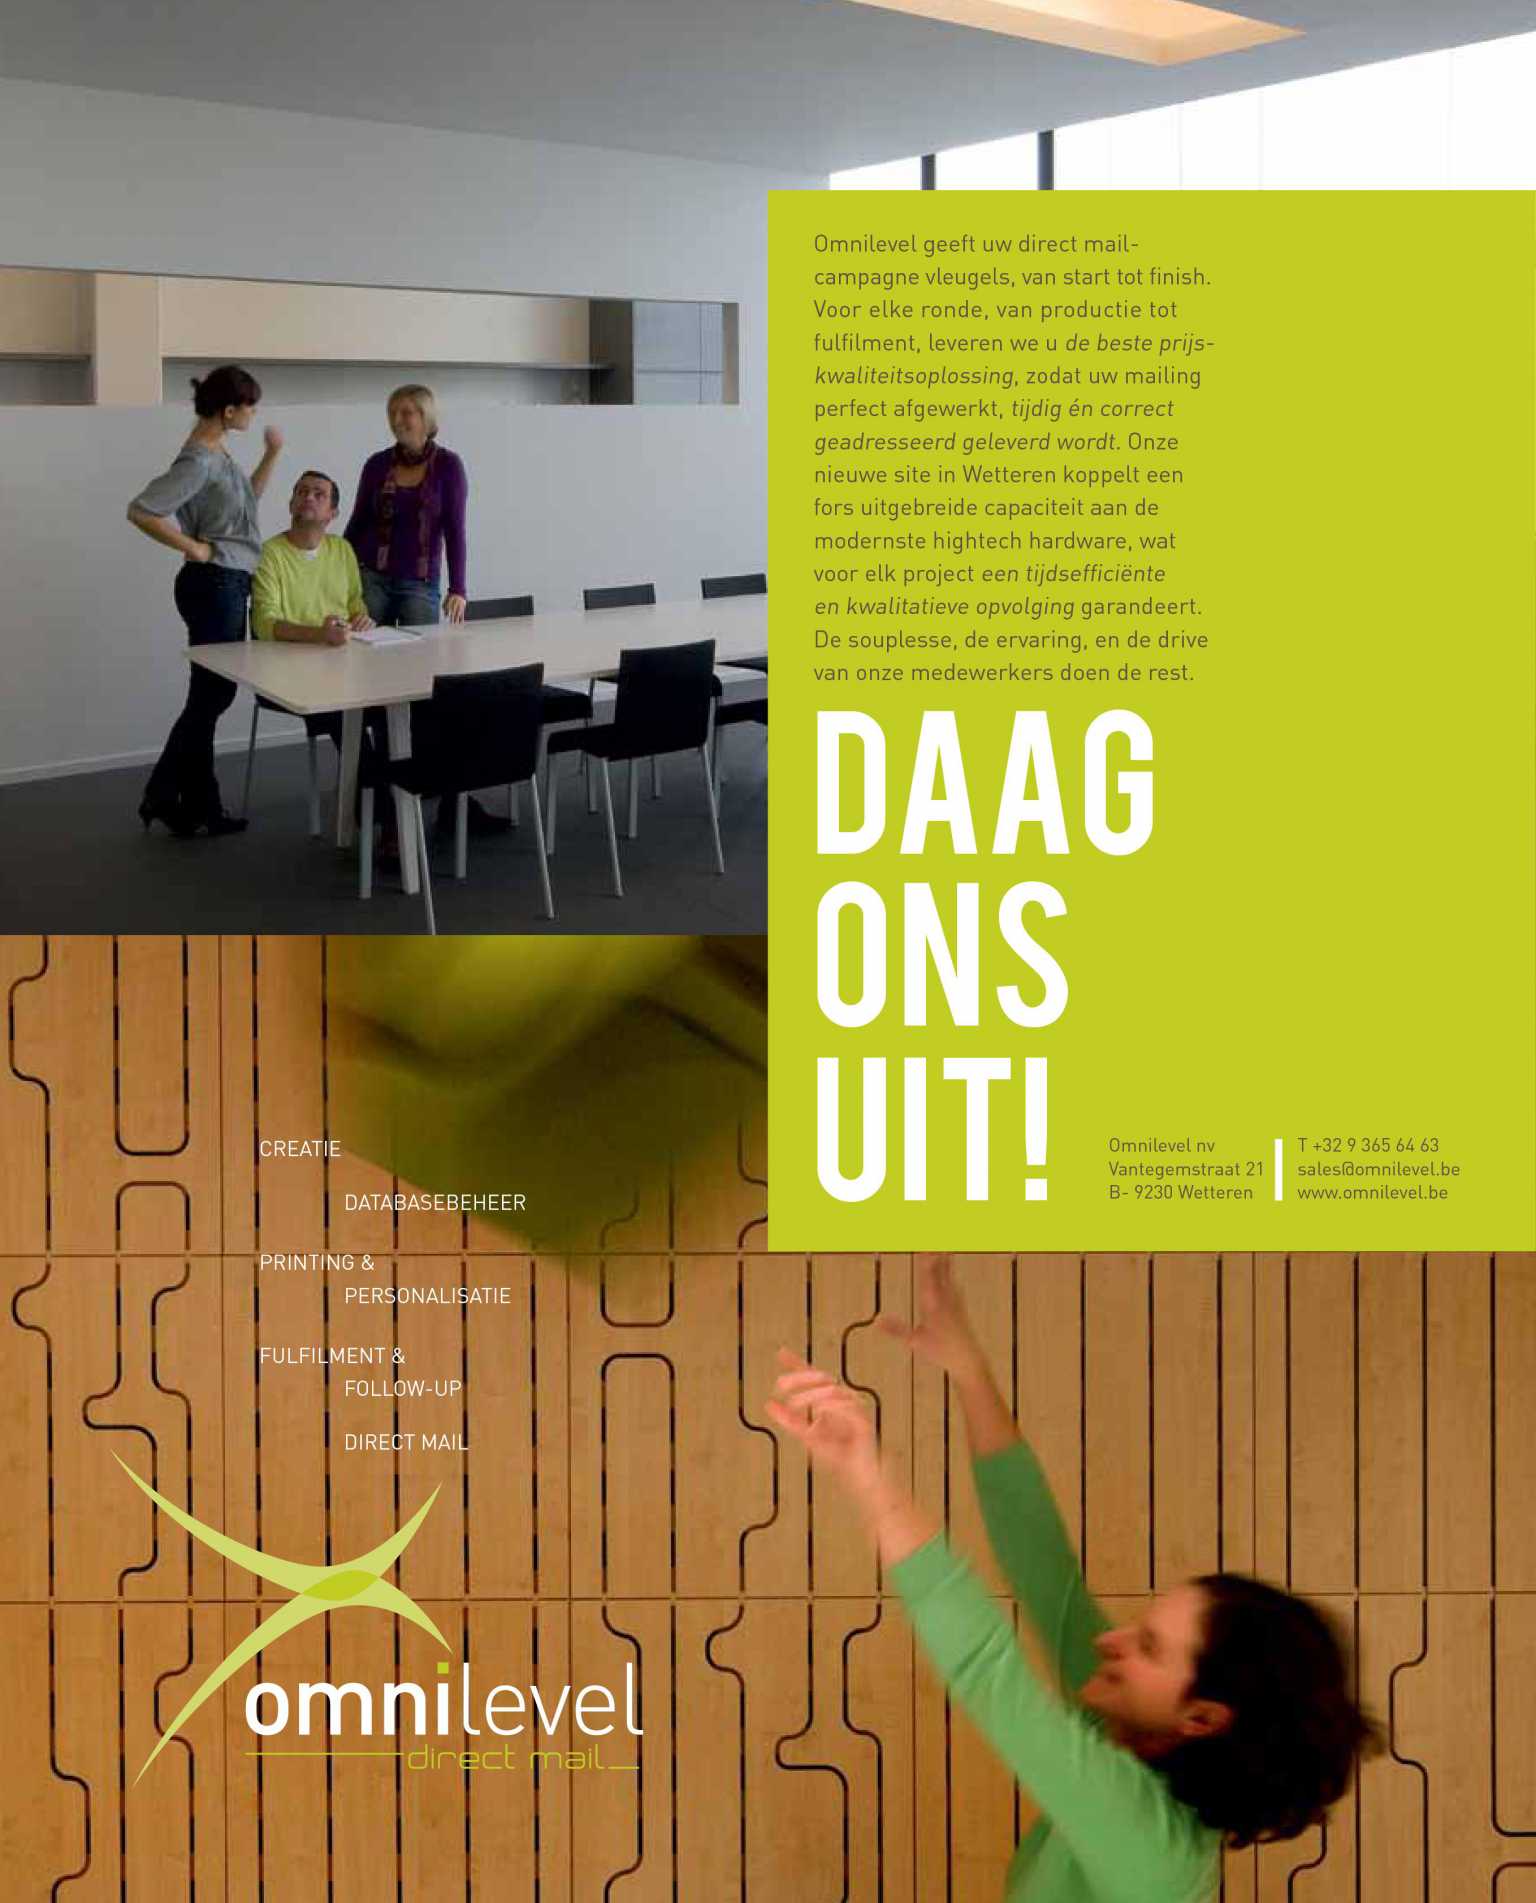 Omnilevel geeft uw direct mail-
campagne vleugels, van start tot finish.
Voor elke ronde, van productie tot
fulfilment, leveren we u de beste prijs-
kwaliteitsoplossing, zodat uw mailing
perfect afgewerkt, tijdig én correct
geadresseerd geleverd wordt. Onze
nieuwe site in Wetteren koppelt een
fors uitgebreide capaciteit aan de
modernste hightech hardware, wat
voor elk project een tijdsefficiënte
en kwalitatieve opvolging garandeert.
De souplesse, de ervaring, en de drive
van onze medewerkers doen de rest.
DAAG
ONS
UIT!
Omnilevel nv
Vantegemstraat 21
B- 9230 Wetteren
T +32 9 365 64 63
sales@omnilevel.be
www.omnilevel.be
CREATIE
DATABASEBEHEER
PRINTING &
PERSONALISATIE
FULFILMENT &
FOLLOW-UP
DIRECT MAIL
omnilevel
direct mail